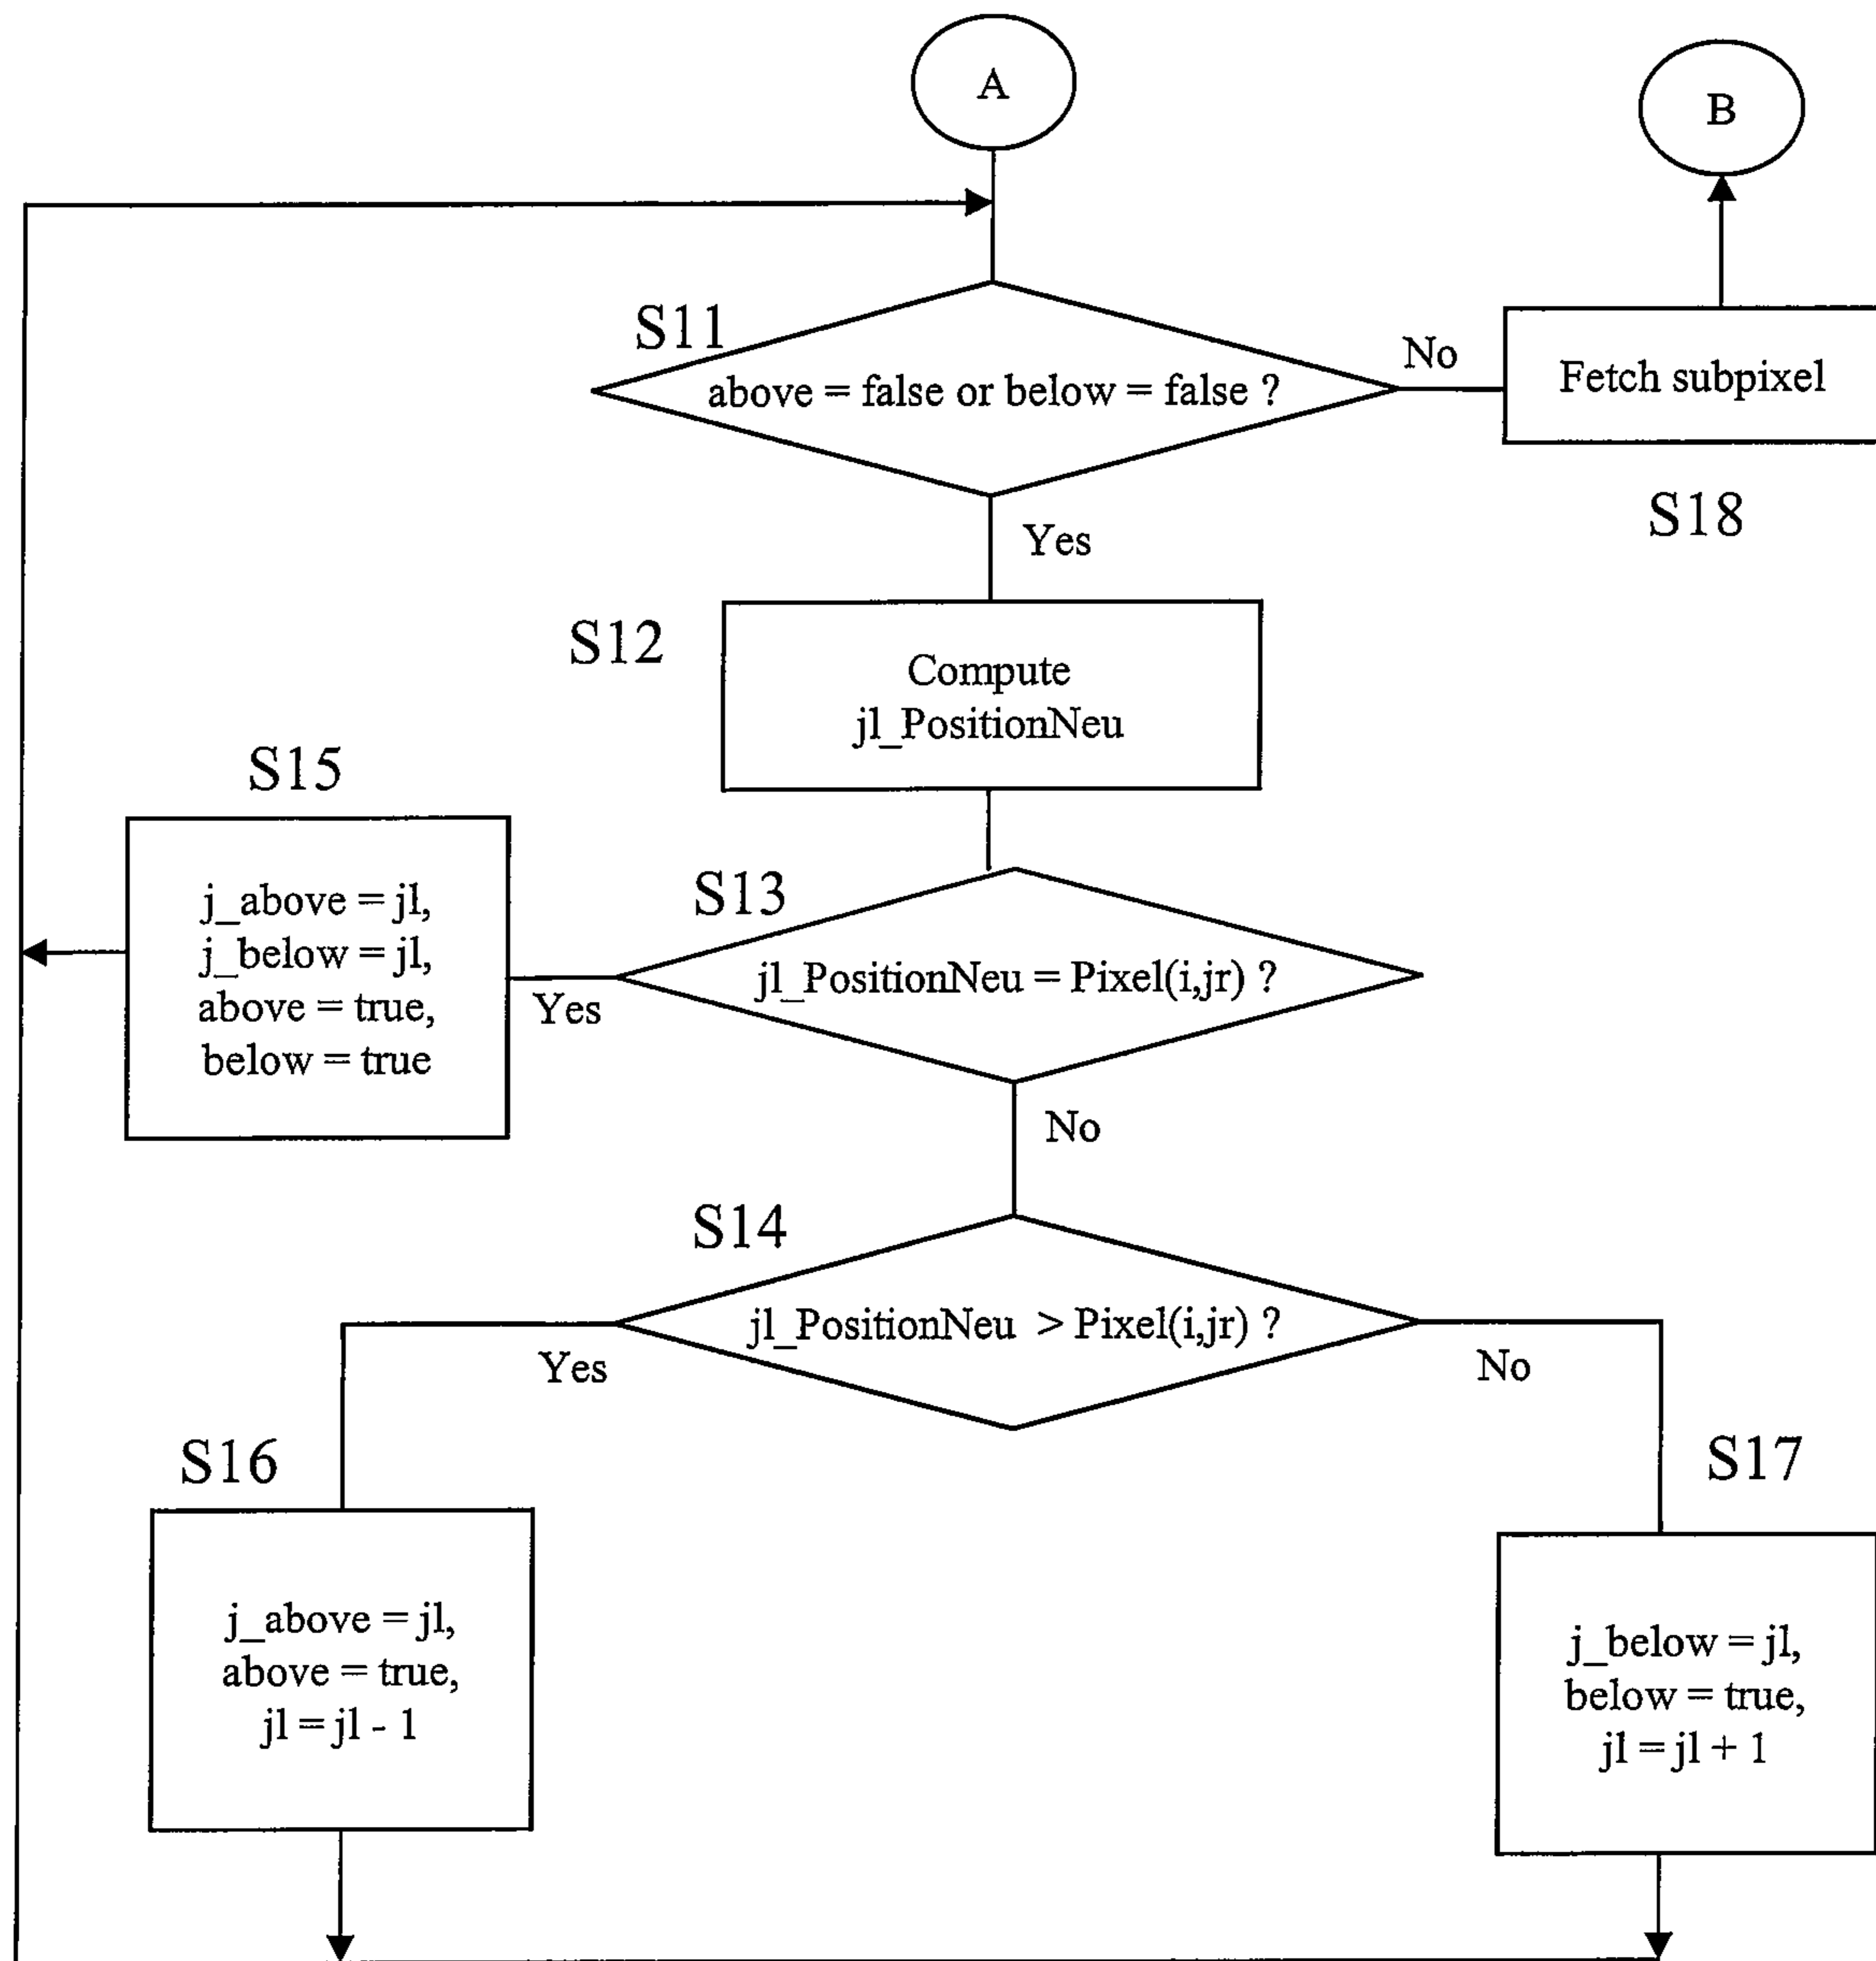 A
B
S11
above = false or below = false ?
No
Fetch subpixel
S18
Yes
S12
Compute
jl_PositionNeu
S15
j_above = jl,
j_below = jl,
above = true,
below = true
S13
jl_PositionNeu = Pixel(i,jr) ?
Yes
No
S14
jl_PositionNeu > Pixel(i,jr) ?
Yes
No
S16
j_above = jl,
above = true,
jl = jl - 1
S17
j_below = jl,
below = true,
jl = jl + 1